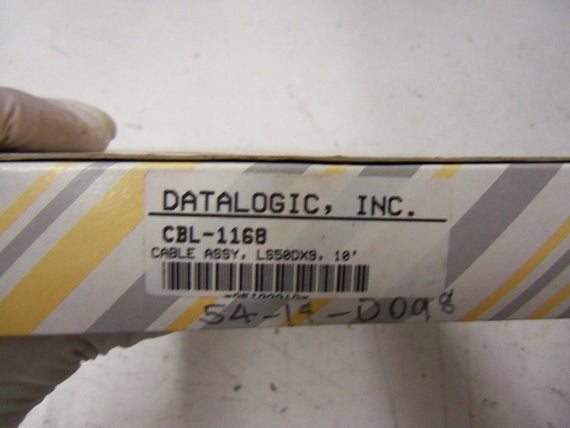 DATALOGIC, INC.
CBL-1168
CABLE ASSY, LS50DX9, 10'
54-14-D098